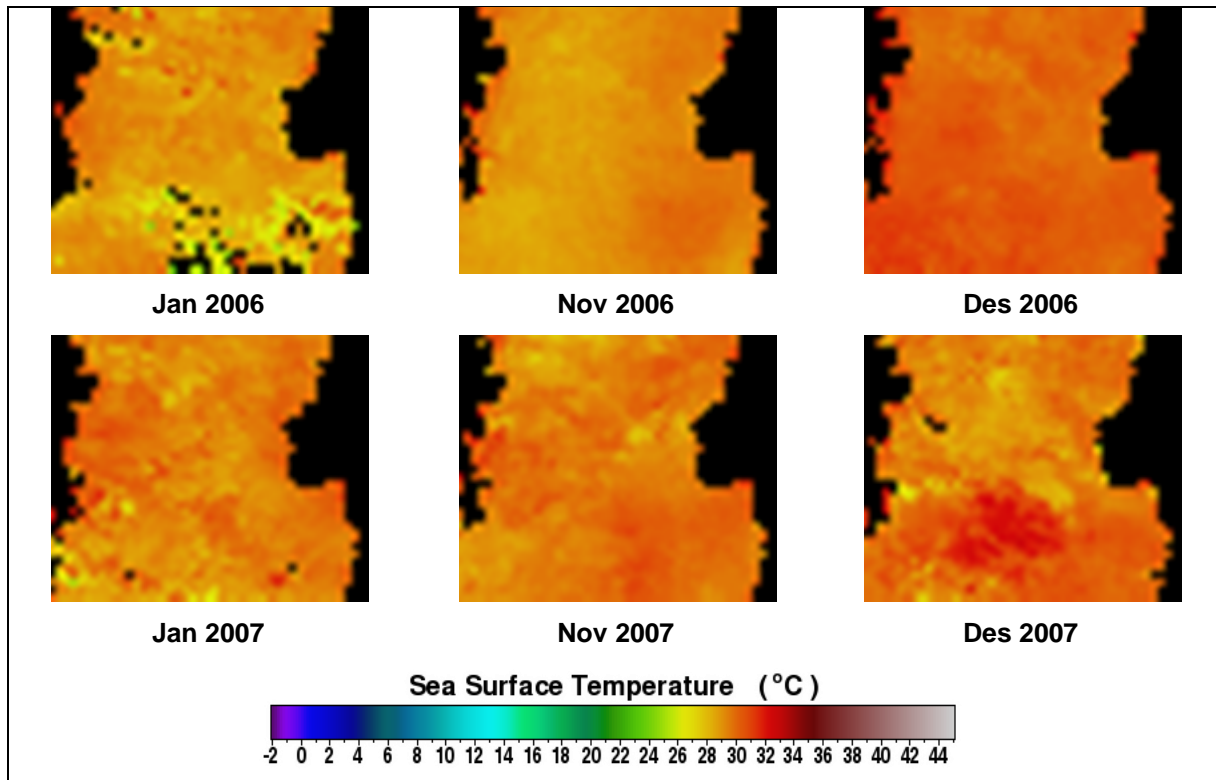 Jan 2006 Nov 2006 Des 2006
Jan 2007 Nov 2007 Des 2007
Sea Surface Temperature (°C)
-2 0 2 4 6 8 10 12 14 16 18 20 22 24 26 28 30 32 34 36 38 40 42 44